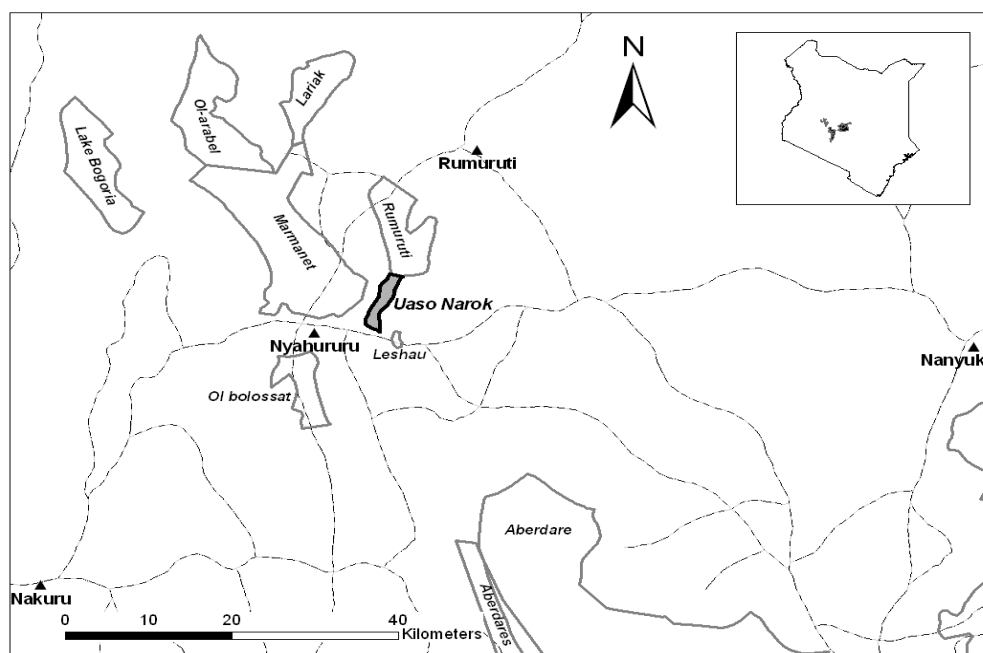 N
Lariak
Ol-arabel
Lake Bogoria
Rumuruti
Rumuruti
Marmanet
Uaso Narok
Nyahururu
Leshau
Nanyuk
Ol bolossat
Aberdare
Aberdares
Nakuru
0 10 20 40
Kilometers